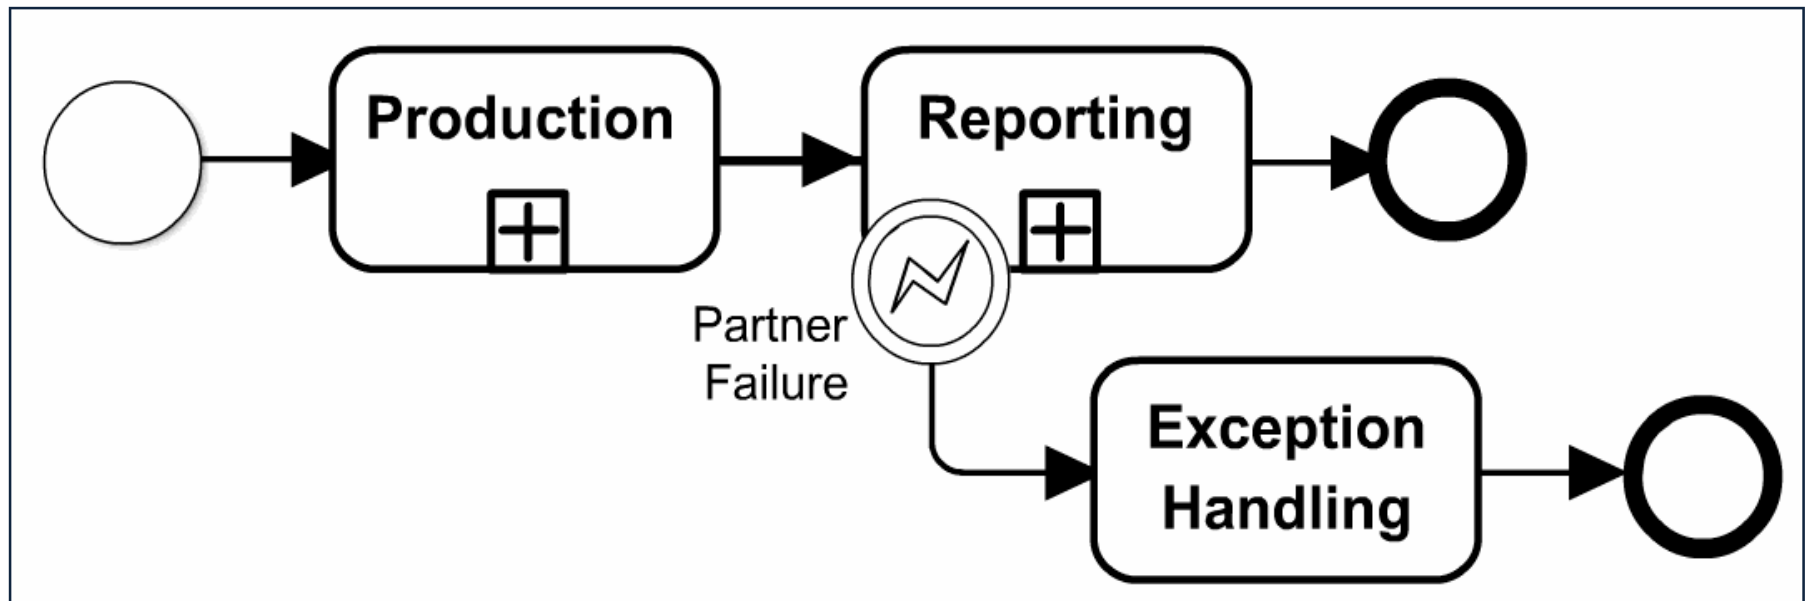 Production
Reporting
Partner
Failure
Exception
Handling